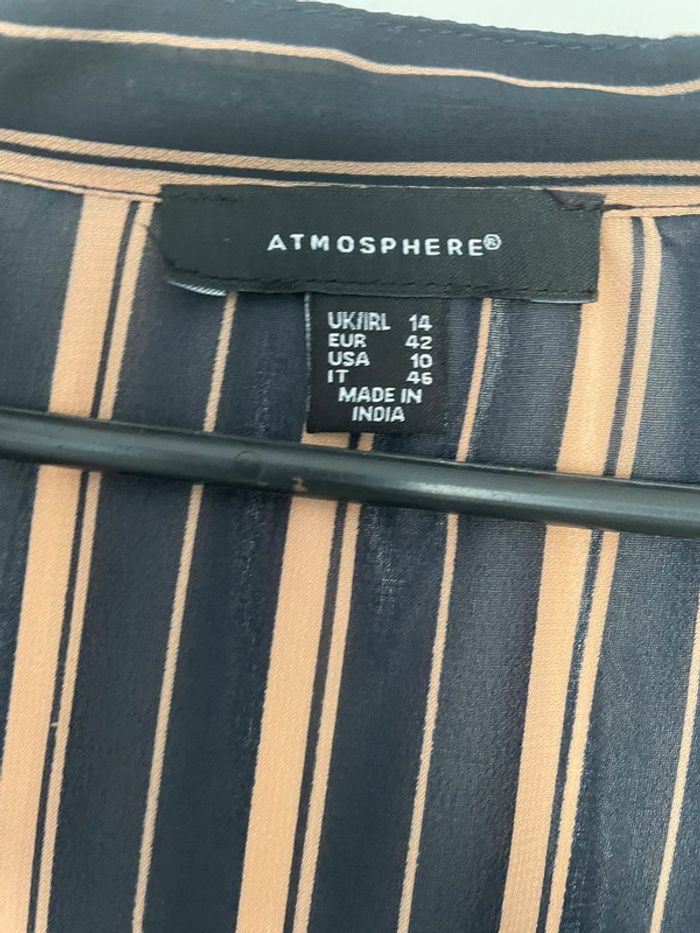 ATMOSPHERE®
UK/IRL 14
EUR 42
USA 10
IT 46
MADE IN
INDIA